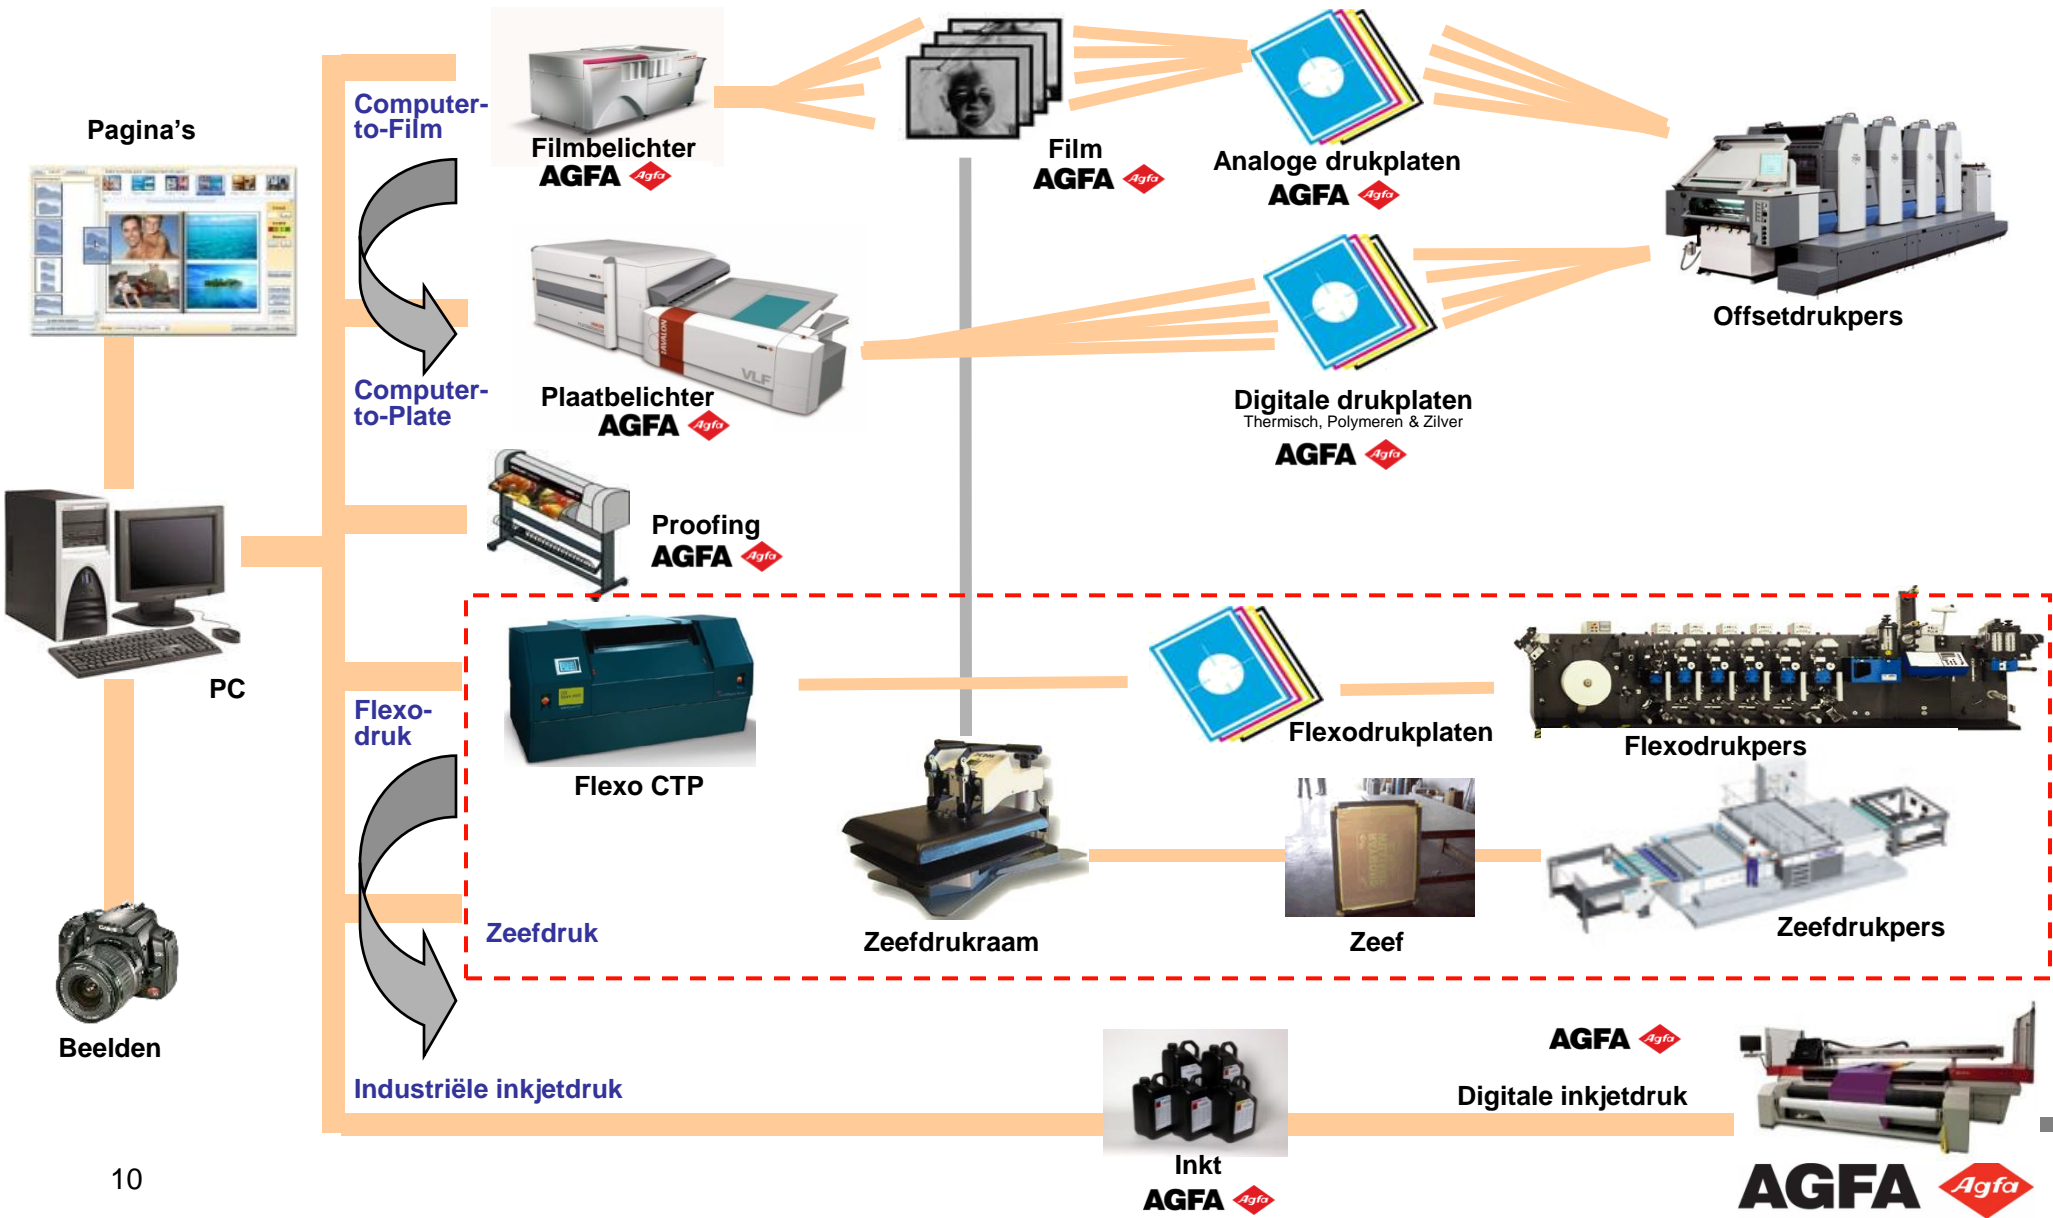 Pagina's
PC
Beelden
Computer-
to-Film
Filmbelichter
AGFA Agfa
Film
AGFA Agfa
Analoge drukplaten
AGFA Agfa
Offsetdrukpers
Computer-
to-Plate
AVALON
VLF
Plaatbelichter
AGFA Agfa
Digitale drukplaten
Thermisch, Polymeren & Zilver
AGFA Agfa
Proofing
AGFA Agfa
Flexo-
druk
Flexo CTP
Flexodrukplaten
Flexodrukpers
Zeefdruk
Zeefdrukraam
Zeef
Zeefdrukpers
Industriële inkjetdruk
Inkt
AGFA Agfa
AGFA Agfa
Digitale inkjetdruk
10
AGFA Agfa